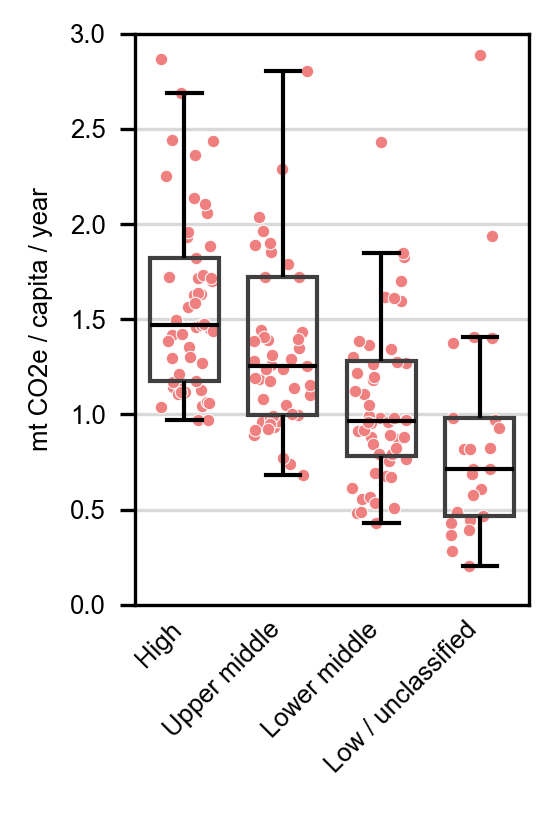 3.0
2.5
2.0
1.5
1.0
0.5
0.0
mt CO2e / capita / year
High
Upper middle
Lower middle
Low / unclassified